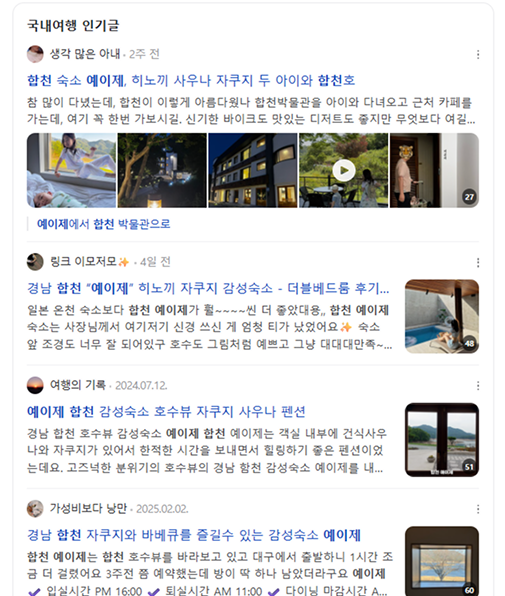 국내여행 인기글
생각 많은 아내 · 2주 전
합천 숙소 예이제, 히노끼 사우나 자쿠지 두 아이와 합천호
참 많이 다녔는데, 합천이 이렇게 아름다웠나 합천박물관을 아이와 다녀오고 근처 카페를
가는데, 여기 꼭 한번 가보시길. 신기한 바이크도 맛있는 디저트도 좋지만 무엇보다 여길...
27
예이제에서 합천 박물관으로
링크 이모저모✨ · 4일 전
경남 합천 “예이제” 히노끼 자쿠지 감성숙소 - 더블베드룸 후기...
일본 온천 숙소보다 합천 예이제가 훨~~~~씬 더 좋았대용,, 합천 예이제
숙소는 사장님께서 여기저기 신경 쓰신 게 엄청 티가 났었어요✨ 숙소
앞 조경도 너무 잘 되어있구 호수도 그림처럼 예쁘고 그냥 대대대만족~...
48
여행의 기록 · 2024.07.12.
예이제 합천 감성숙소 호수뷰 자쿠지 사우나 펜션
경남 합천 호수뷰 감성숙소 예이제 합천 예이제는 객실 내부에 건식사우
나와 자쿠지가 있어서 한적한 시간을 보내면서 힐링하기 좋은 펜션이었
는데요. 고즈넉한 분위기의 호수뷰의 경남 합천 감성숙소 예이제를 내...
합천 예이제
51
가성비보다 낭만 · 2025.02.02.
경남 합천 자쿠지와 바베큐를 즐길수 있는 감성숙소 예이제
합천 예이제는 합천 호수뷰를 바라보고 있고 대구에서 출발하니 1시간 조
금 더 걸렸어요 3주전 쯤 예약했는데 방이 딱 하나 남았더라구요 예이제
✔ 입실시간 PM 16:00 ✔ 퇴실시간 AM 11:00 ✔ 다이닝 마감시간 A...
60